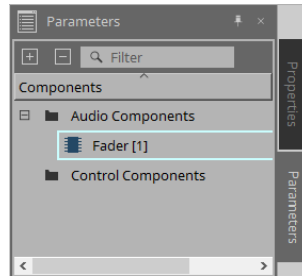 Parameters
Filter
Components
Audio Components
Fader [1]
Control Components
Properties
Parameters